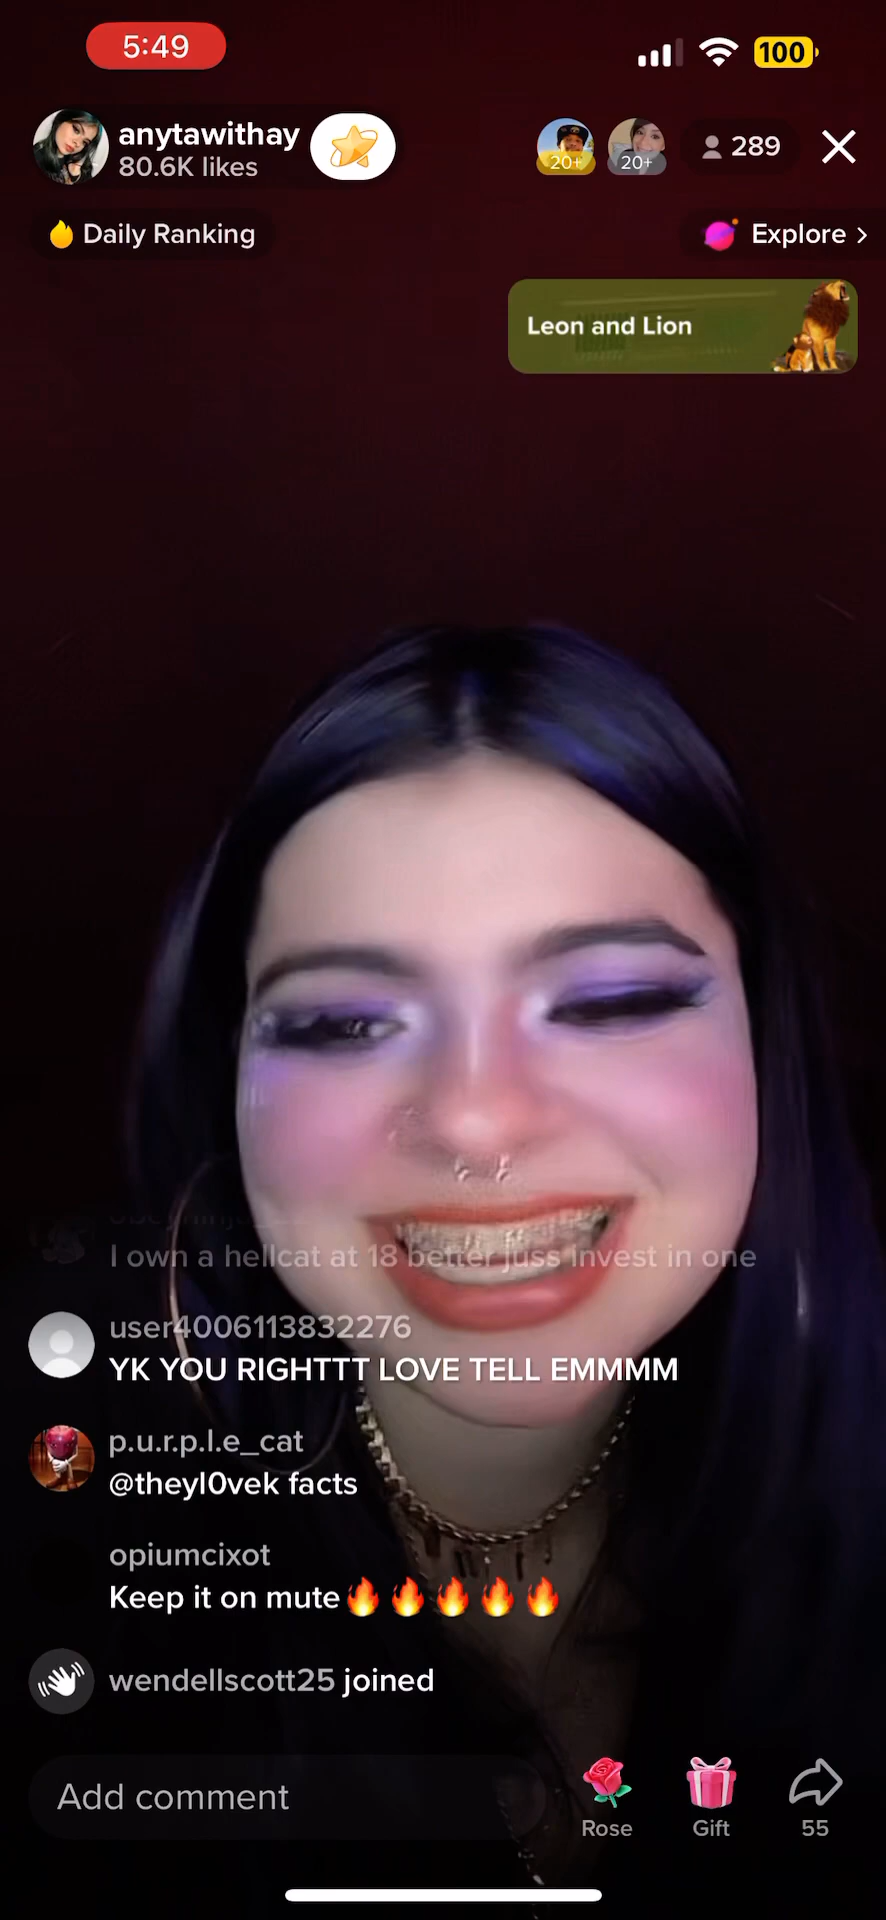 5:49
100
anytawithay
80.6K likes
20+
20+
289
Daily Ranking
Explore >
Leon and Lion
I own a hellcat at 18 better juss invest in one
user4006113832276
YK YOU RIGHTTT LOVE TELL EMMMM
p.u.r.p.l.e_cat
@theyl0vek facts
opiumcixot
Keep it on mute🔥🔥🔥🔥🔥
wendellscott25 joined
Add comment
Rose
Gift
55